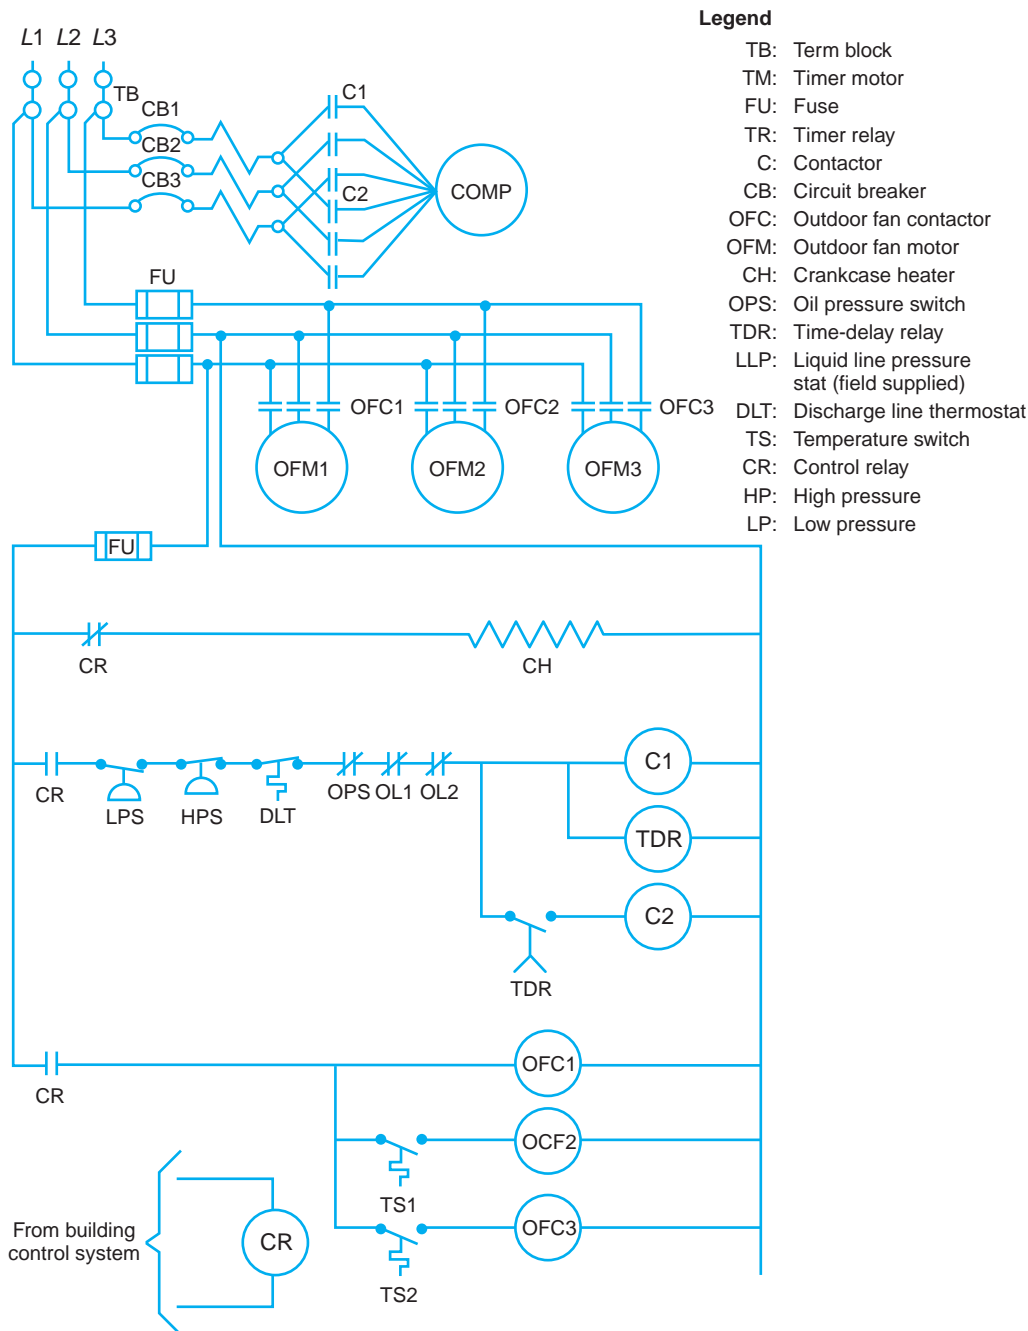 L1 L2 L3
TB
CB1
CB2
CB3
C1
C2
COMP
FU
OFC1
OFC2
OFC3
OFM1
OFM2
OFM3
FU
CR
CH
CR
LPS
HPS
DLT
OPS
OL1
OL2
C1
TDR
C2
TDR
CR
OFC1
OCF2
TS1
OFC3
TS2
From building
control system
CR
Legend
TB: Term block
TM: Timer motor
FU: Fuse
TR: Timer relay
C: Contactor
CB: Circuit breaker
OFC: Outdoor fan contactor
OFM: Outdoor fan motor
CH: Crankcase heater
OPS: Oil pressure switch
TDR: Time-delay relay
LLP: Liquid line pressure
stat (field supplied)
DLT: Discharge line thermostat
TS: Temperature switch
CR: Control relay
HP: High pressure
LP: Low pressure